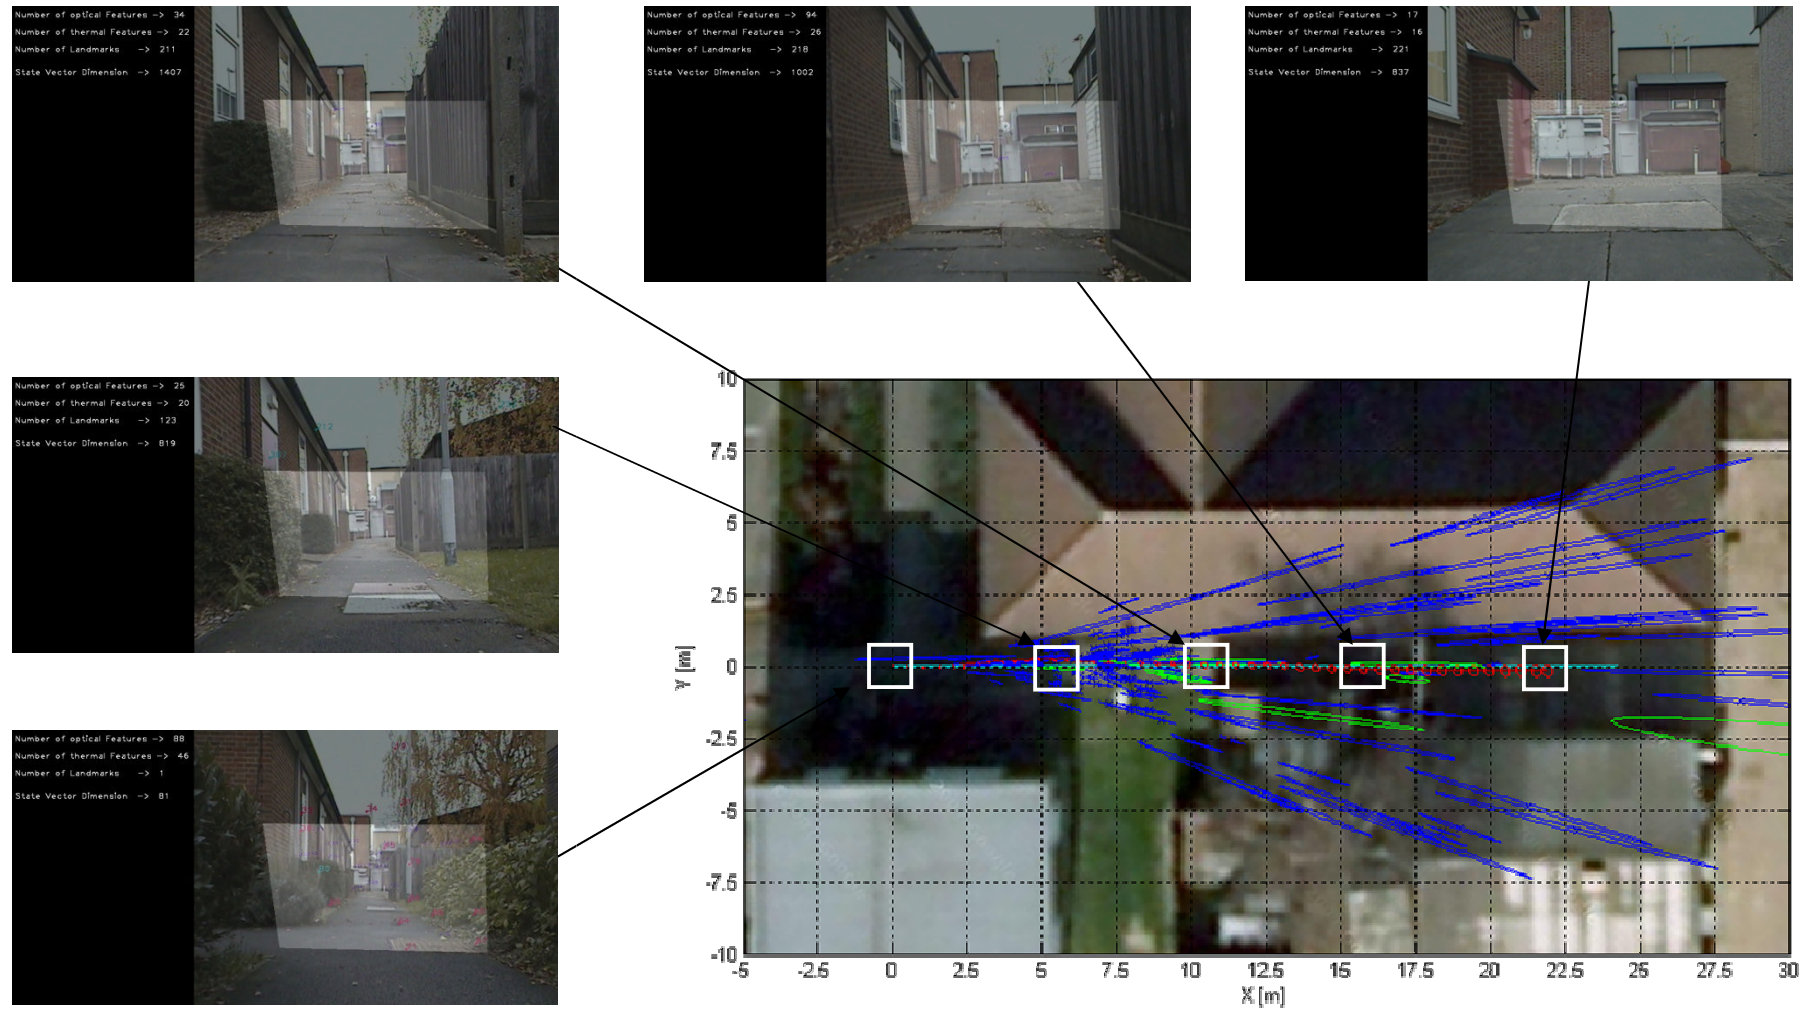 Number of optical Features -> 34
Number of thermal Features -> 22
Number of Landmarks -> 211
State Vector Dimension -> 1407
Number of optical Features -> 94
Number of thermal Features -> 26
Number of Landmarks -> 218
State Vector Dimension -> 1002
Number of optical Features -> 17
Number of thermal Features -> 16
Number of Landmarks -> 221
State Vector Dimension -> 837
Number of optical Features -> 25
Number of thermal Features -> 20
Number of Landmarks -> 123
State Vector Dimension -> 819
Number of optical Features -> 88
Number of thermal Features -> 46
Number of Landmarks -> 1
State Vector Dimension -> 81
10
7.5
5
2.5
0
-2.5
-5
-7.5
-10
Y [m]
-5 -2.5 0 2.5 5 7.5 10 12.5 15 17.5 20 22.5 25 27.5 30
X [m]